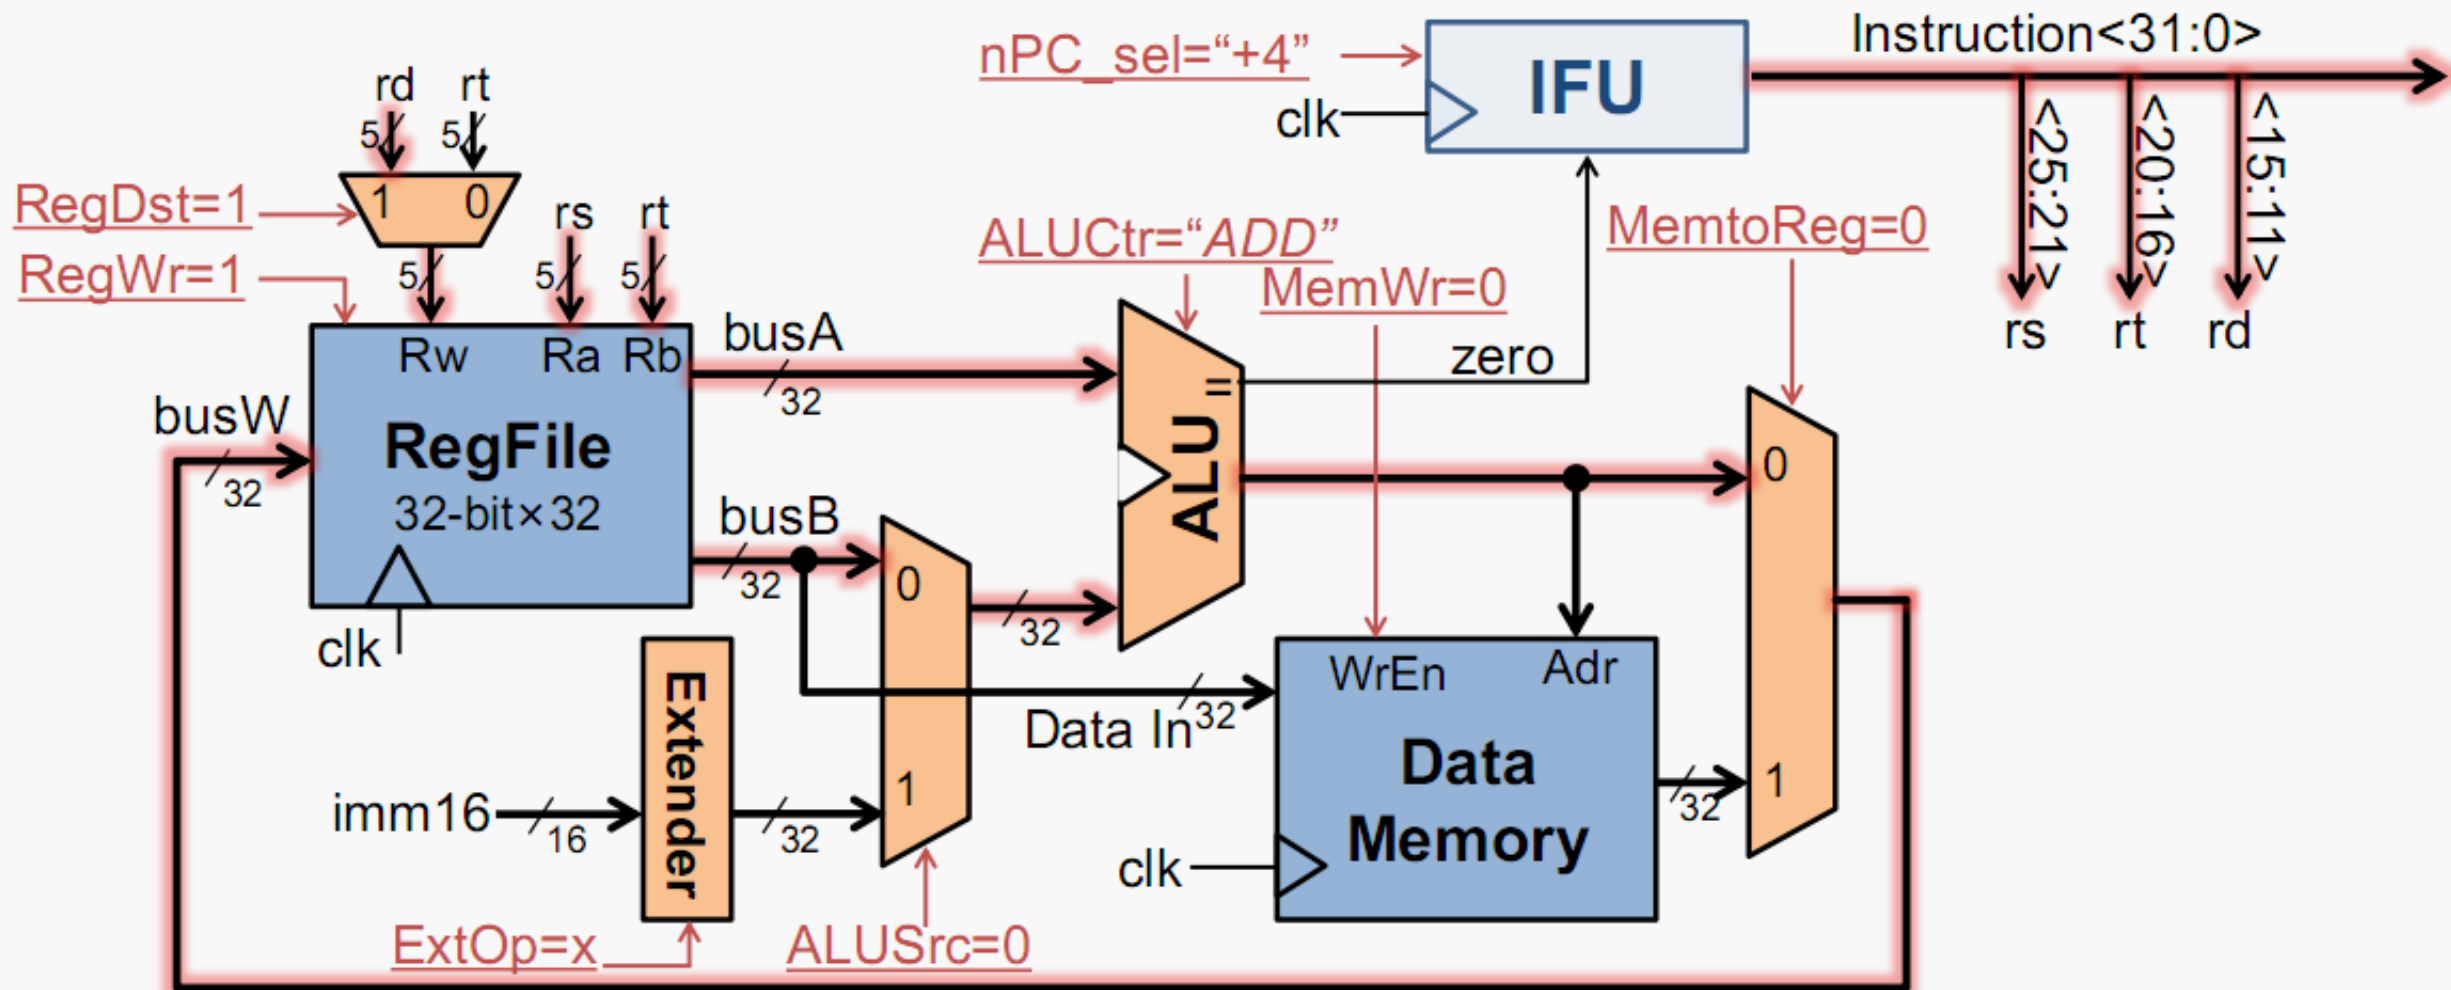 Instruction<31:0>
nPC_sel=“+4”
IFU
clk
rd
rt
5
5
1
0
RegDst=1
<25:21>
<20:16>
<15:11>
rs
rt
ALUCtr=“ADD”
MemtoReg=0
RegWr=1
5
5
5
MemWr=0
rs
rt
rd
Rw
Ra
Rb
busA
32
zero
=
busW
32
RegFile
32-bit×32
ALU
0
busB
32
0
32
clk
Extender
WrEn
Adr
Data In
32
Data
Memory
32
1
imm16
16
32
1
clk
ExtOp=x
ALUSrc=0